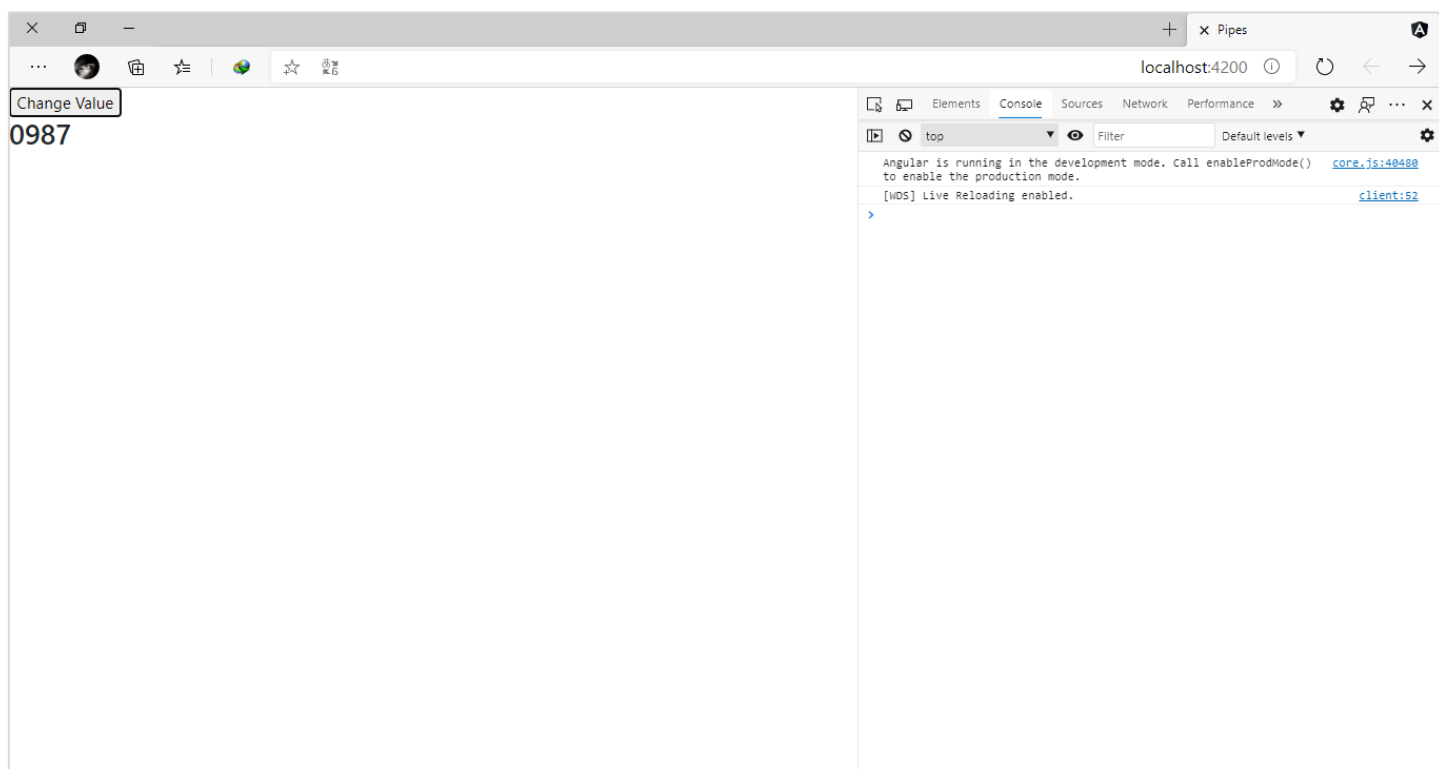 Pipes
localhost:4200
Change Value
0987
Elements Console Sources Network Performance
top Filter Default levels
Angular is running in the development mode. Call enableProdMode() core.js:40480
to enable the production mode.
[WDS] Live Reloading enabled. client:52